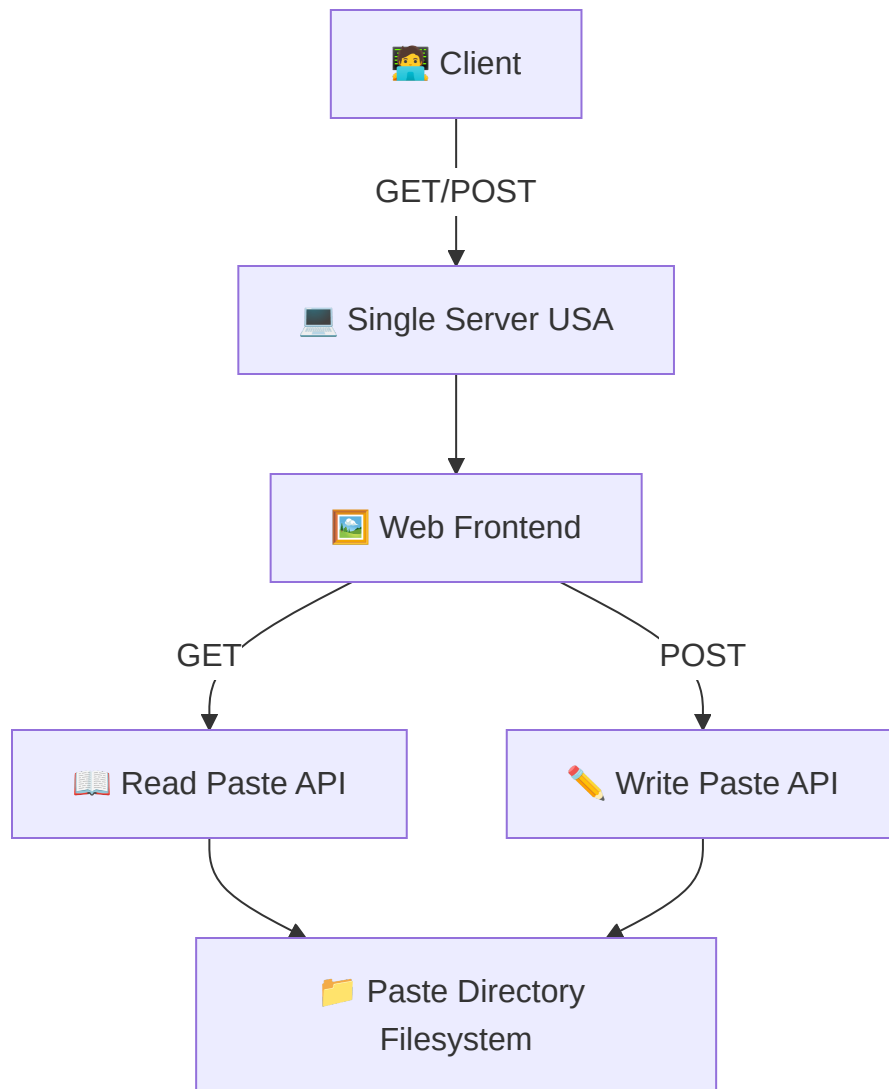 🧑‍💻 Client
GET/POST
💻 Single Server USA
🖼️ Web Frontend
GET
POST
📖 Read Paste API
✏️ Write Paste API
📁 Paste Directory
Filesystem